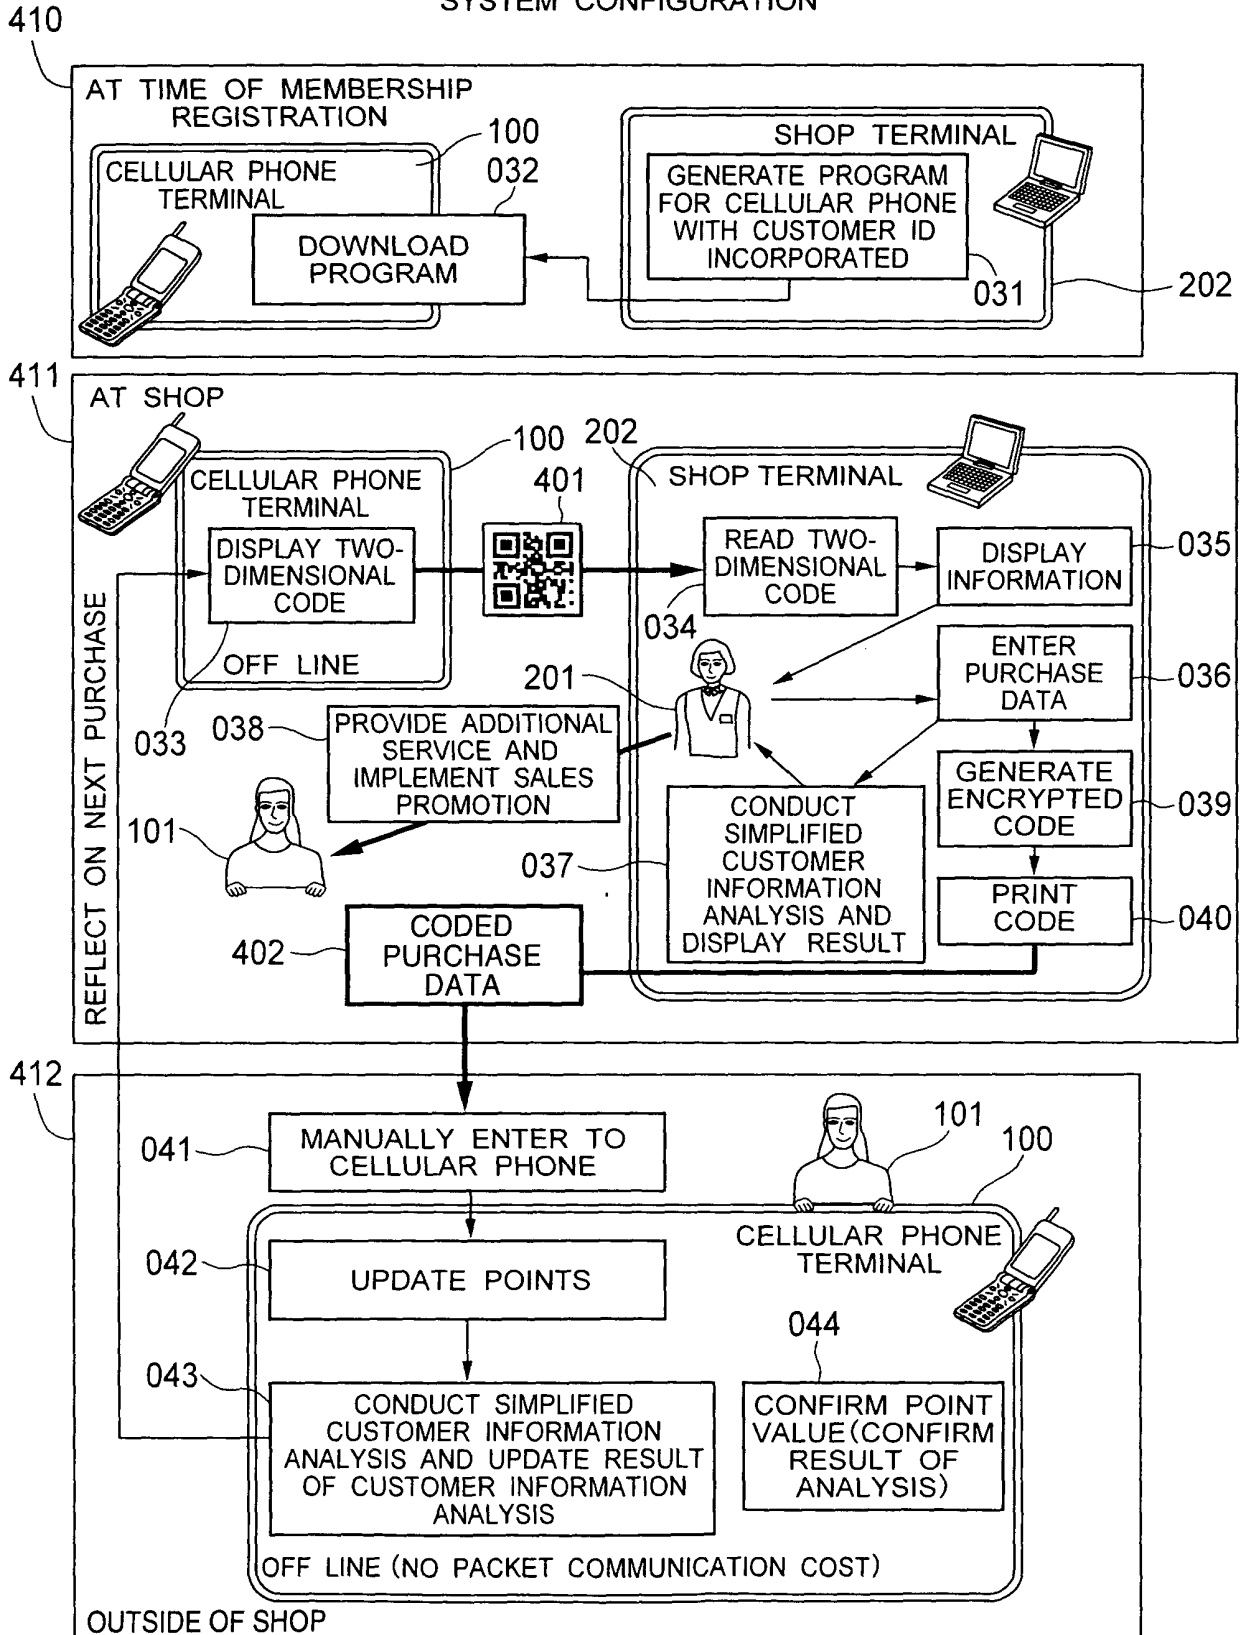 SYSTEM CONFIGURATION
410
AT TIME OF MEMBERSHIP
REGISTRATION
100
CELLULAR PHONE
TERMINAL
032
DOWNLOAD
PROGRAM
SHOP TERMINAL
GENERATE PROGRAM
FOR CELLULAR PHONE
WITH CUSTOMER ID
INCORPORATED
031
202
411
AT SHOP
100
CELLULAR PHONE
TERMINAL
DISPLAY TWO-
DIMENSIONAL
CODE
OFF LINE
033
401
202
SHOP TERMINAL
READ TWO-
DIMENSIONAL
CODE
034
DISPLAY
INFORMATION
035
ENTER
PURCHASE
DATA
036
201
038
PROVIDE ADDITIONAL
SERVICE AND
IMPLEMENT SALES
PROMOTION
101
GENERATE
ENCRYPTED
CODE
039
CONDUCT
SIMPLIFIED
CUSTOMER
INFORMATION
ANALYSIS AND
DISPLAY RESULT
037
PRINT
CODE
040
402
CODED
PURCHASE
DATA
REFLECT ON NEXT PURCHASE
412
041
MANUALLY ENTER TO
CELLULAR PHONE
101
100
CELLULAR PHONE
TERMINAL
042
UPDATE POINTS
043
CONDUCT SIMPLIFIED
CUSTOMER INFORMATION
ANALYSIS AND UPDATE RESULT
OF CUSTOMER INFORMATION
ANALYSIS
044
CONFIRM POINT
VALUE(CONFIRM
RESULT OF
ANALYSIS)
OFF LINE (NO PACKET COMMUNICATION COST)
OUTSIDE OF SHOP